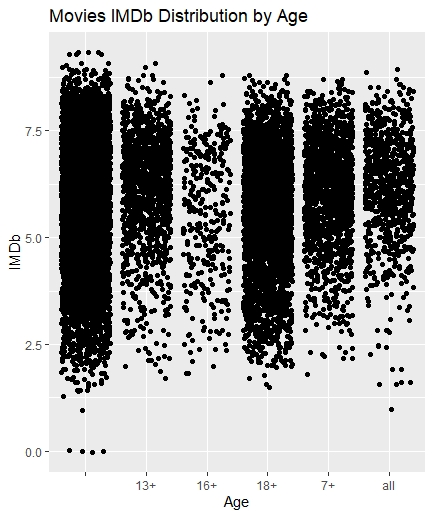 Movies IMDb Distribution by Age
IMDb
7.5
5.0
2.5
0.0
13+ 16+ 18+ 7+ all
Age